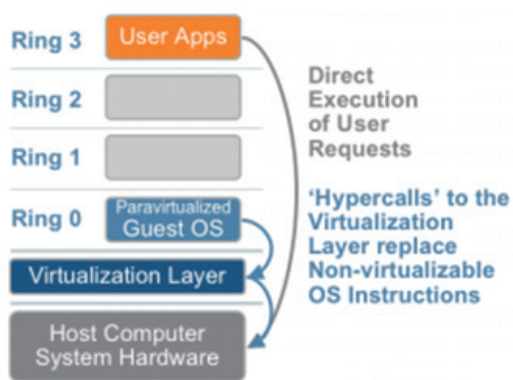 Ring 3
User Apps
Ring 2
Ring 1
Ring 0
Paravirtualized
Guest OS
Virtualization Layer
Host Computer
System Hardware
Direct
Execution
of User
Requests
‘Hypercalls’ to the
Virtualization
Layer replace
Non-virtualizable
OS Instructions